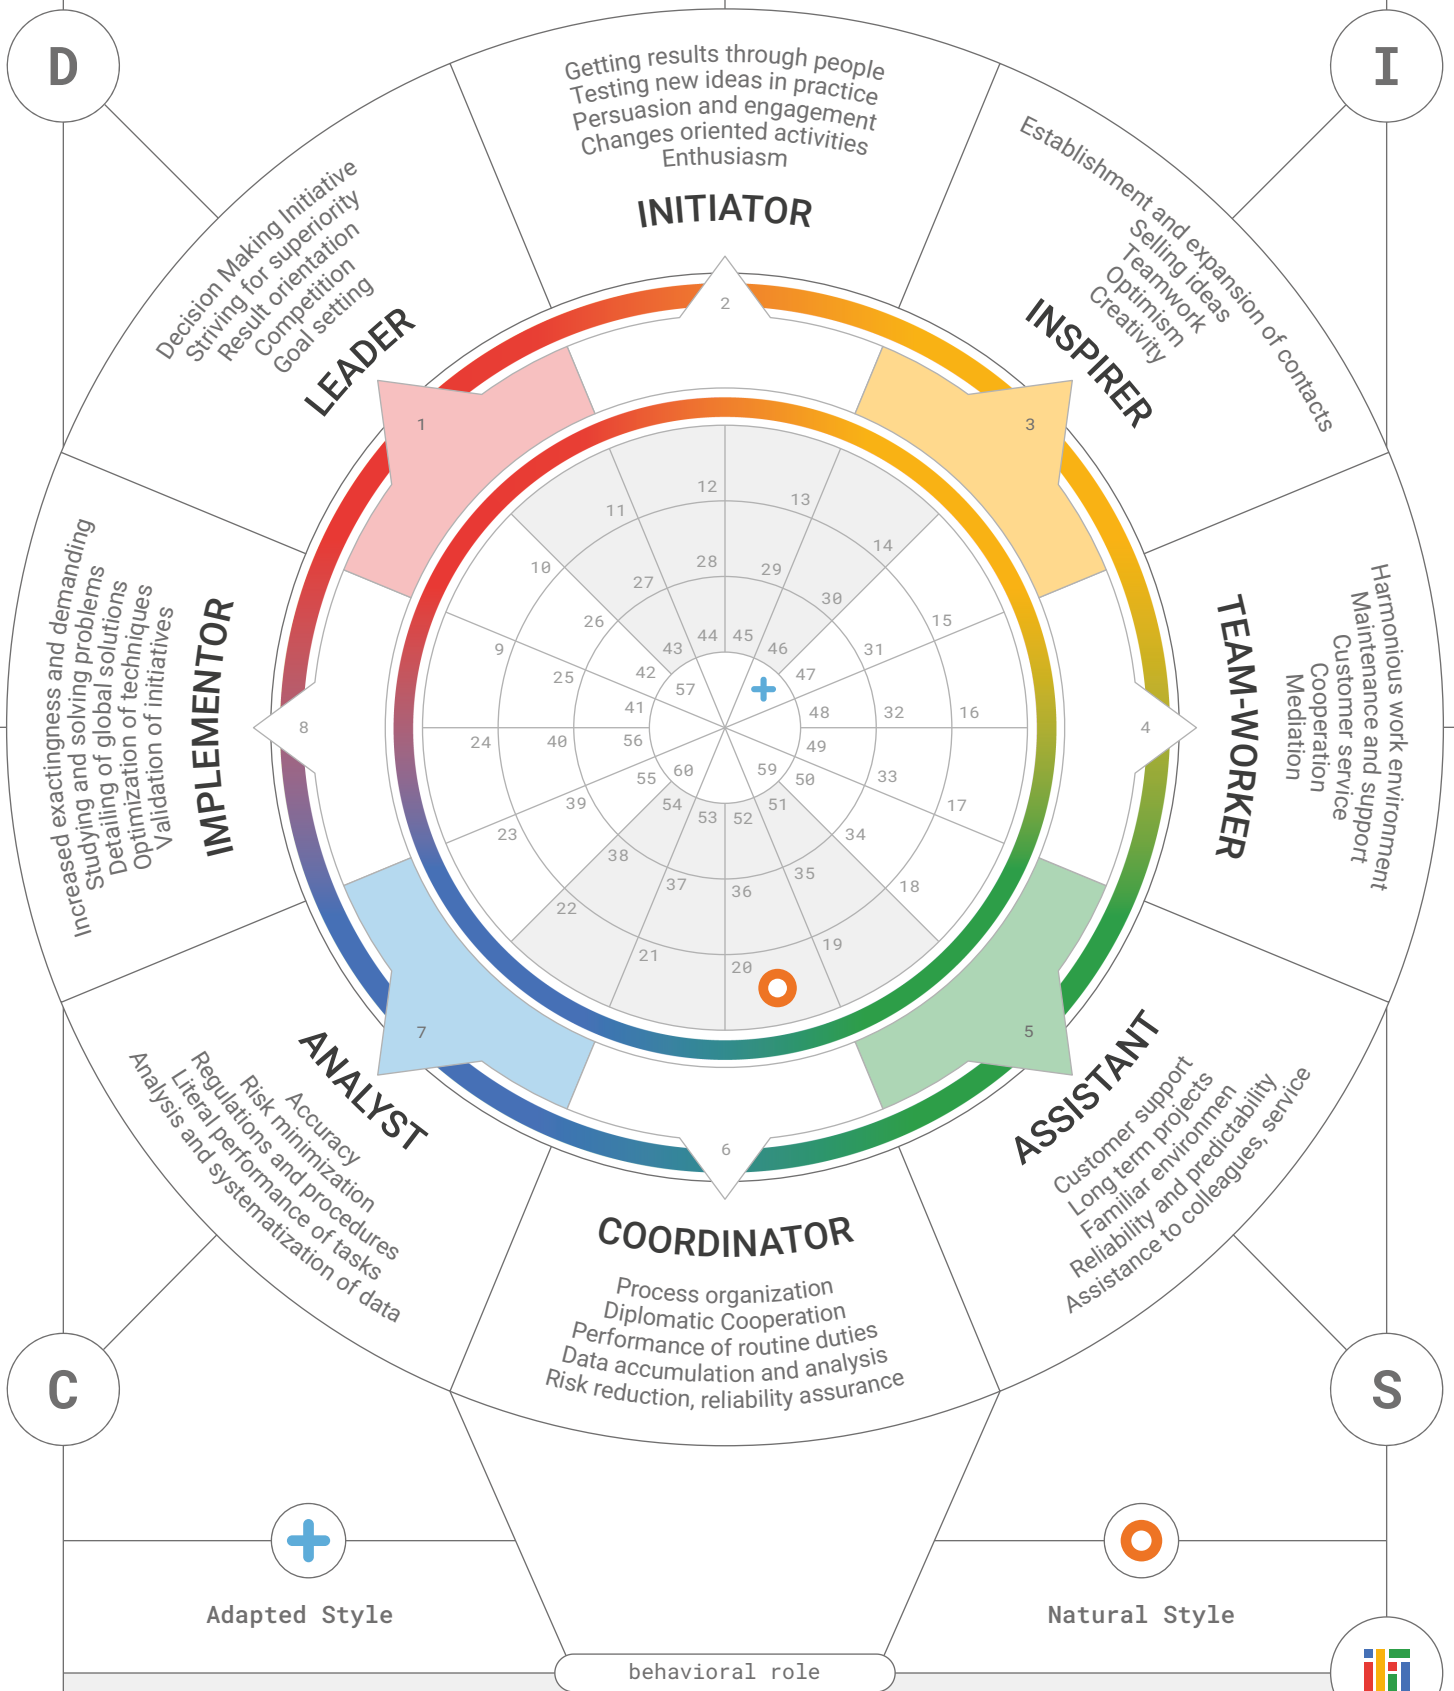 D
I
Getting results through people
Testing new ideas in practice
Persuasion and engagement
Changes oriented activities
Enthusiasm
INITIATOR
Decision Making Initiative
Striving for superiority
Result orientation
Competition
Goal setting
LEADER
Establishment and expansion of contacts
Selling ideas
Teamwork
Optimism
Creativity
INSPIRER
2
1
3
12
13
11
14
10
28
29
27
30
26
15
9
31
44
45
43
46
42
47
25
57
41
48
32
16
8
4
24
40
56
49
55
60
59
50
33
39
54
51
17
23
53
52
38
34
37
36
35
18
22
21
20
19
Increased exactingness and demanding
Studying and solving problems
Detailing of global solutions
Optimization of techniques
Validation of initiatives
IMPLEMENTOR
Harmonious work environment
Maintenance and support
Customer service
Cooperation
Mediation
TEAM-WORKER
7
5
6
ANALYST
Accuracy
Risk minimization
Regulations and procedures
Literal performance of tasks
Analysis and systematization of data
ASSISTANT
Customer support
Long term projects
Familiar environmen
Reliability and predictability
Assistance to colleagues, service
COORDINATOR
Process organization
Diplomatic Cooperation
Performance of routine duties
Data accumulation and analysis
Risk reduction, reliability assurance
C
S
Adapted Style
Natural Style
behavioral role